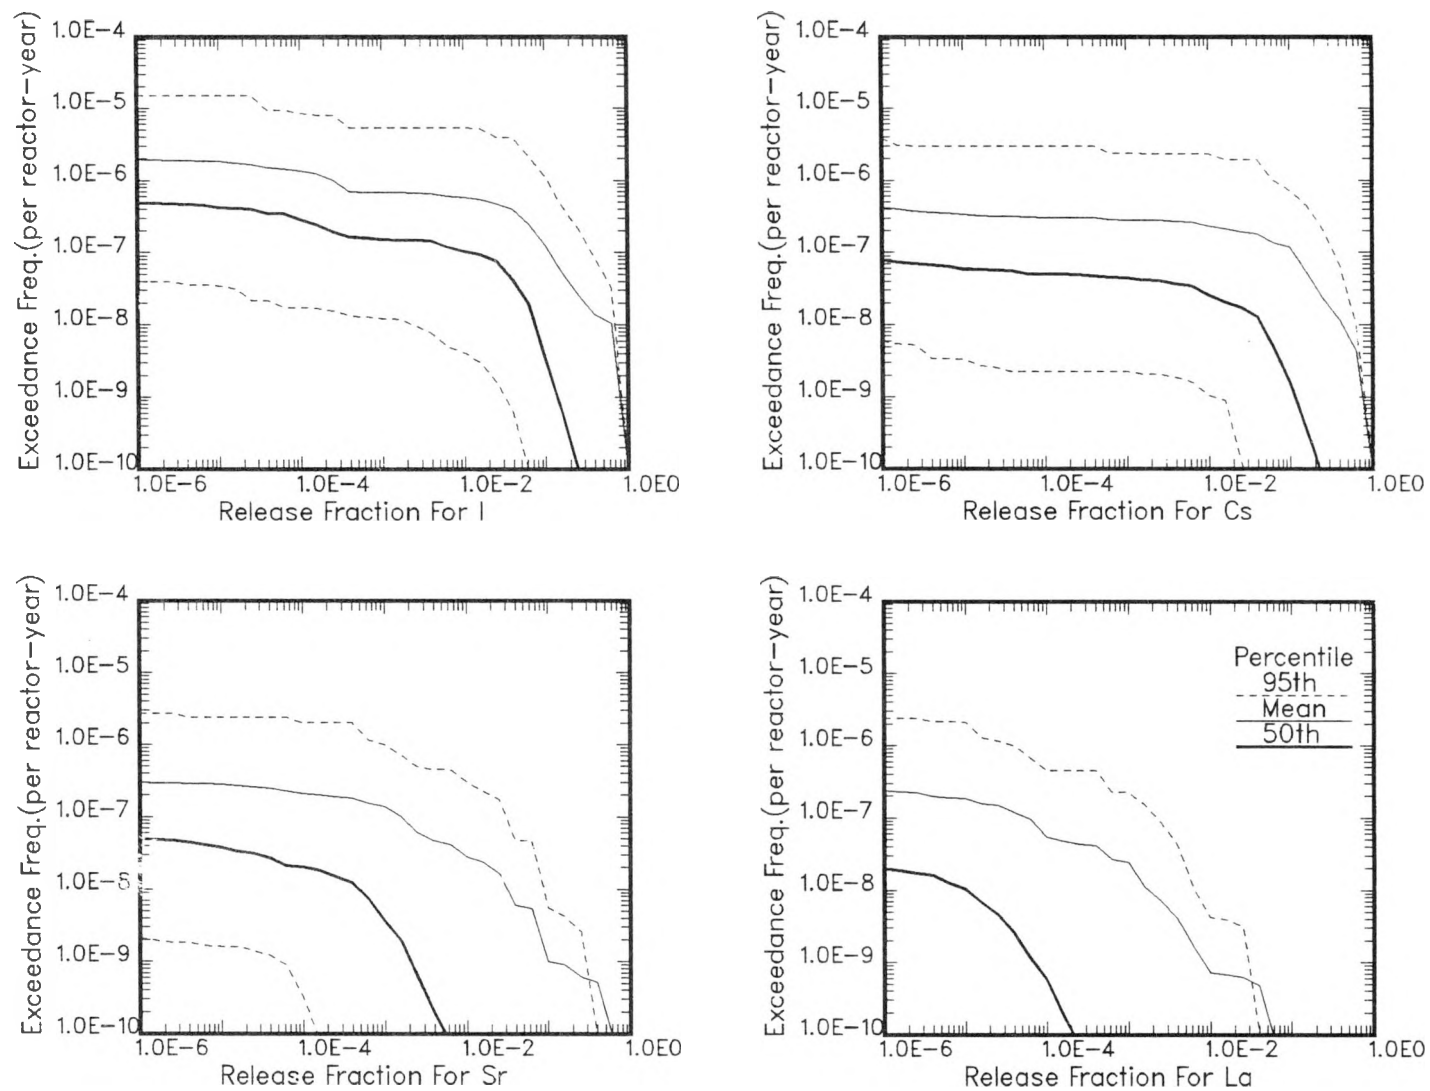 Exceedance Freq.(per reactor-year)
1.0E-4
1.0E-5
1.0E-6
1.0E-7
1.0E-8
1.0E-9
1.0E-10
1.0E-6
1.0E-4
1.0E-2
1.0E0
Release Fraction For I
Exceedance Freq.(per reactor-year)
1.0E-4
1.0E-5
1.0E-6
1.0E-7
1.0E-8
1.0E-9
1.0E-10
1.0E-6
1.0E-4
1.0E-2
1.0E0
Release Fraction For Cs
Exceedance Freq.(per reactor-year)
1.0E-4
1.0E-5
1.0E-6
1.0E-7
1.0E-8
1.0E-9
1.0E-10
1.0E-6
1.0E-4
1.0E-2
1.0E0
Release Fraction For Sr
Exceedance Freq.(per reactor-year)
1.0E-4
1.0E-5
1.0E-6
1.0E-7
1.0E-8
1.0E-9
1.0E-10
Percentile
95th
Mean
50th
1.0E-6
1.0E-4
1.0E-2
1.0E0
Release Fraction For La